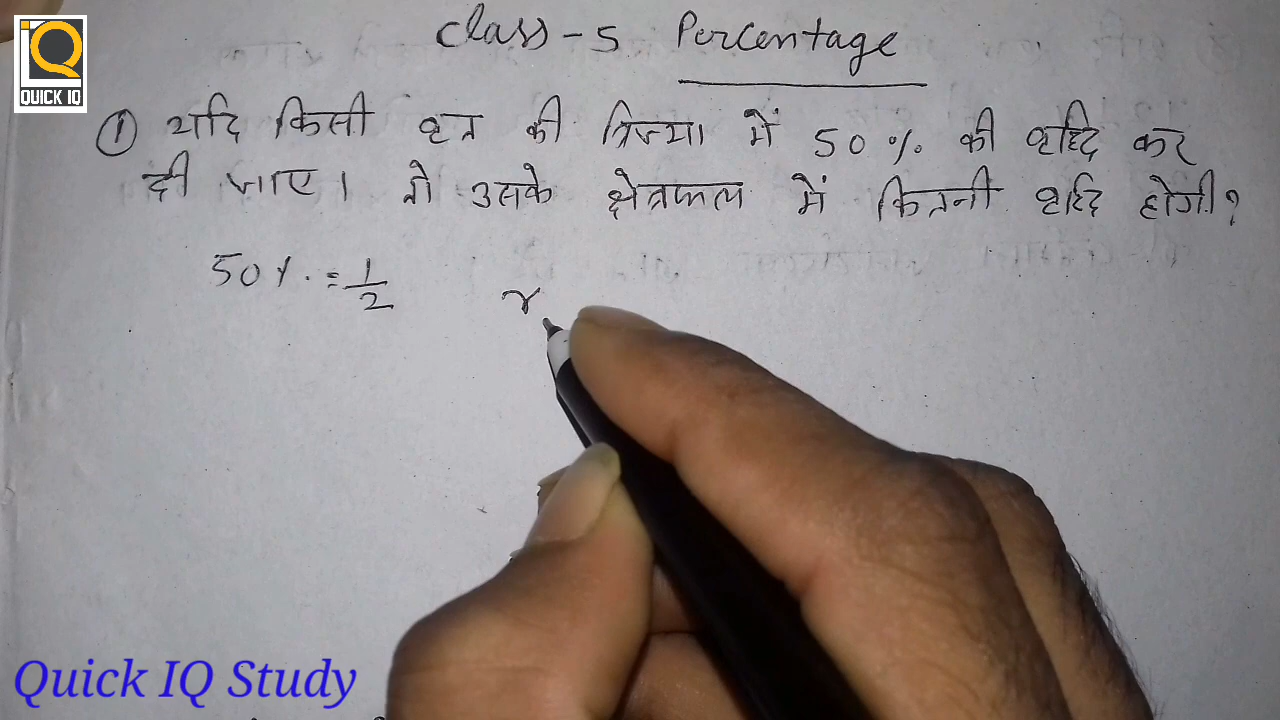 QUICK IQ
Class - 5 Percentage
① यदि किसी वृत की त्रिज्या में 50% की वृद्धि कर
दी जाए। तो उसके क्षेत्रफल में कितनी वृद्धि होगी?
50%. = 1/2
r
Quick IQ Study